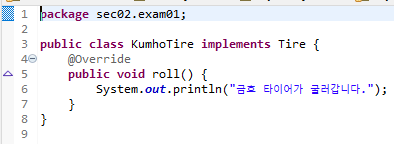 1 package sec02.exam01;
2
3 public class KumhoTire implements Tire {
4     @Override
5     public void roll() {
6         System.out.println("금호 타이어가 굴러갑니다.");
7     }
8 }
9